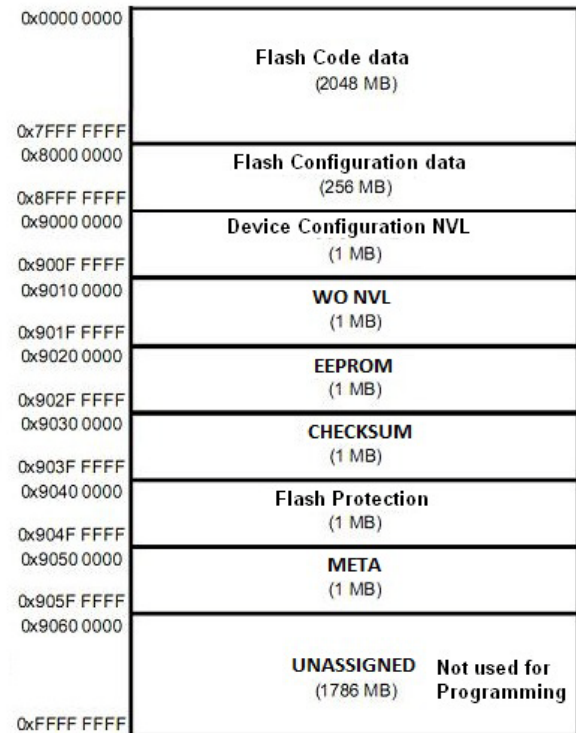 0x0000 0000
Flash Code data
(2048 MB)
0x7FFF FFFF
0x8000 0000
Flash Configuration data
(256 MB)
0x8FFF FFFF
0x9000 0000
Device Configuration NVL
(1 MB)
0x900F FFFF
0x9010 0000
WO NVL
(1 MB)
0x901F FFFF
0x9020 0000
EEPROM
(1 MB)
0x902F FFFF
0x9030 0000
CHECKSUM
(1 MB)
0x903F FFFF
0x9040 0000
Flash Protection
(1 MB)
0x904F FFFF
0x9050 0000
META
(1 MB)
0x905F FFFF
0x9060 0000
UNASSIGNED Not used for
(1786 MB) Programming
0xFFFF FFFF